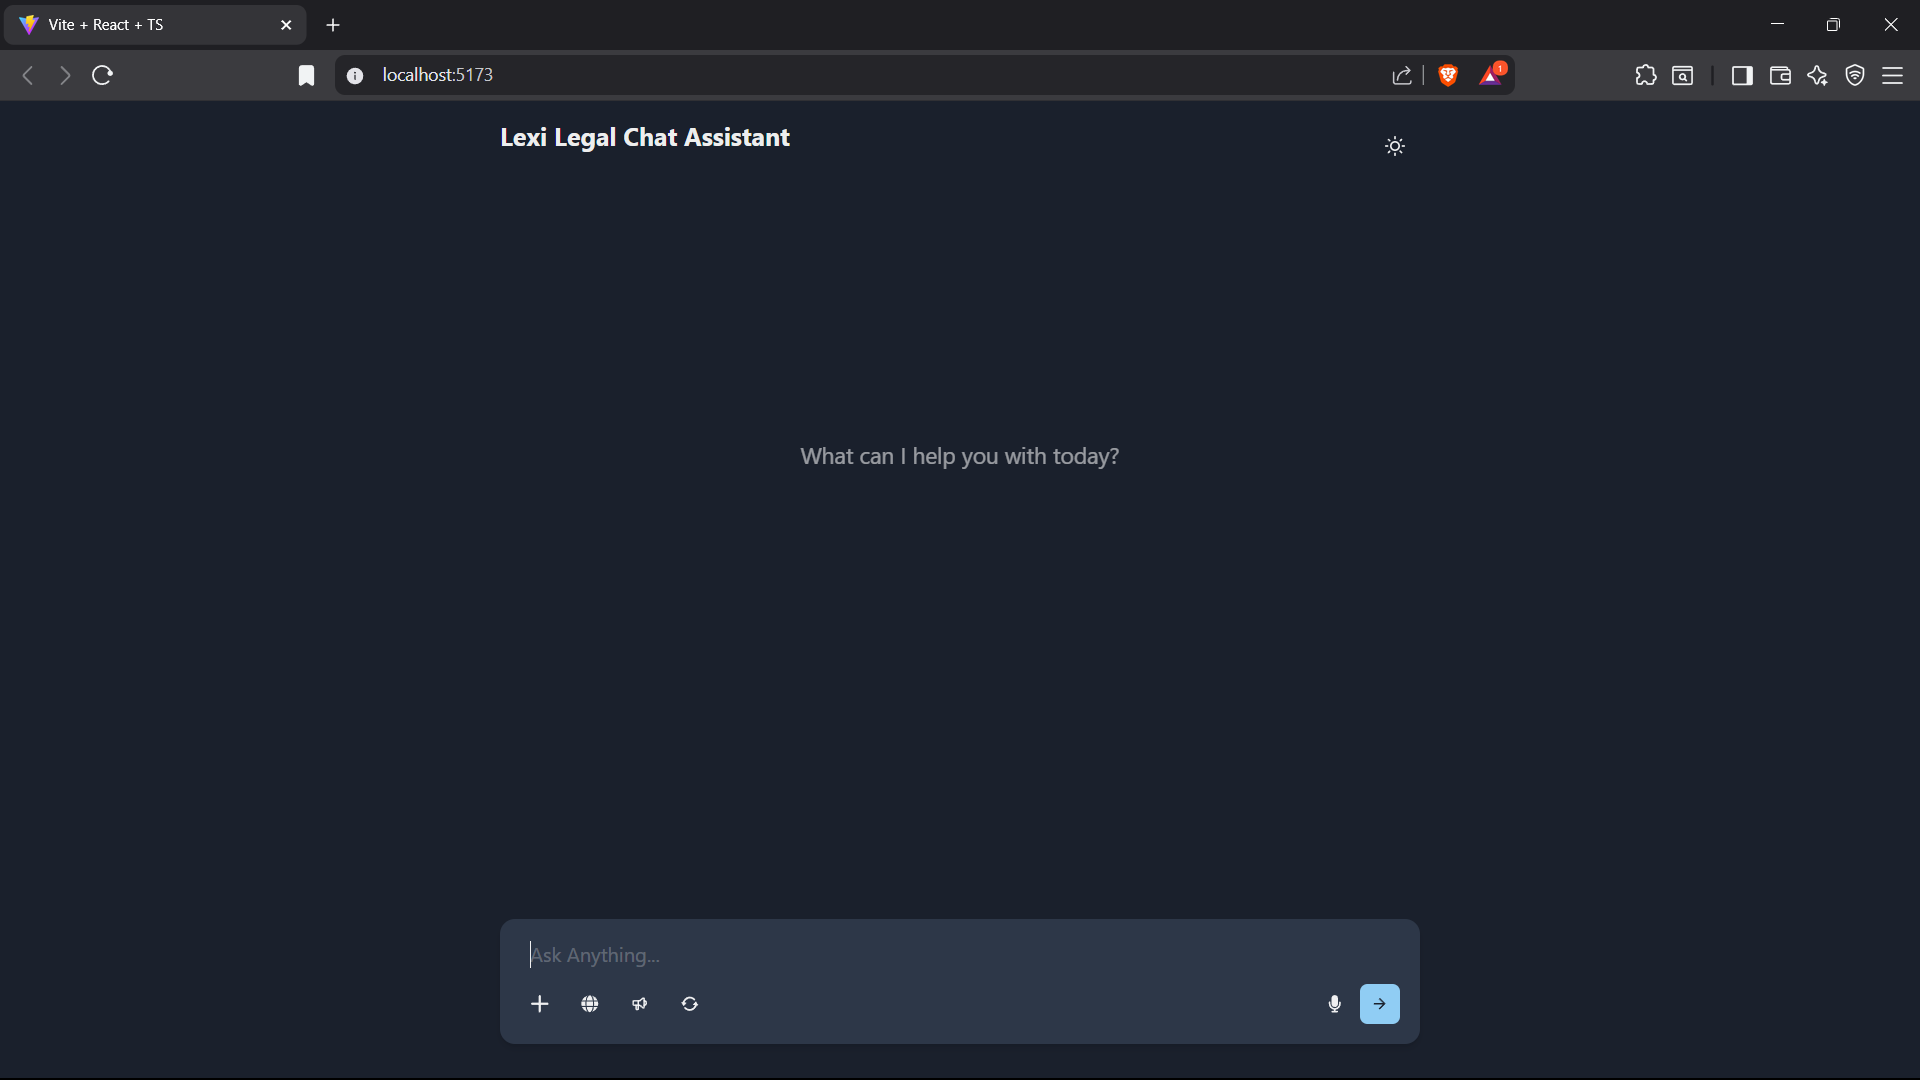 Vite + React + TS
localhost:5173
1
Lexi Legal Chat Assistant
What can I help you with today?
Ask Anything...